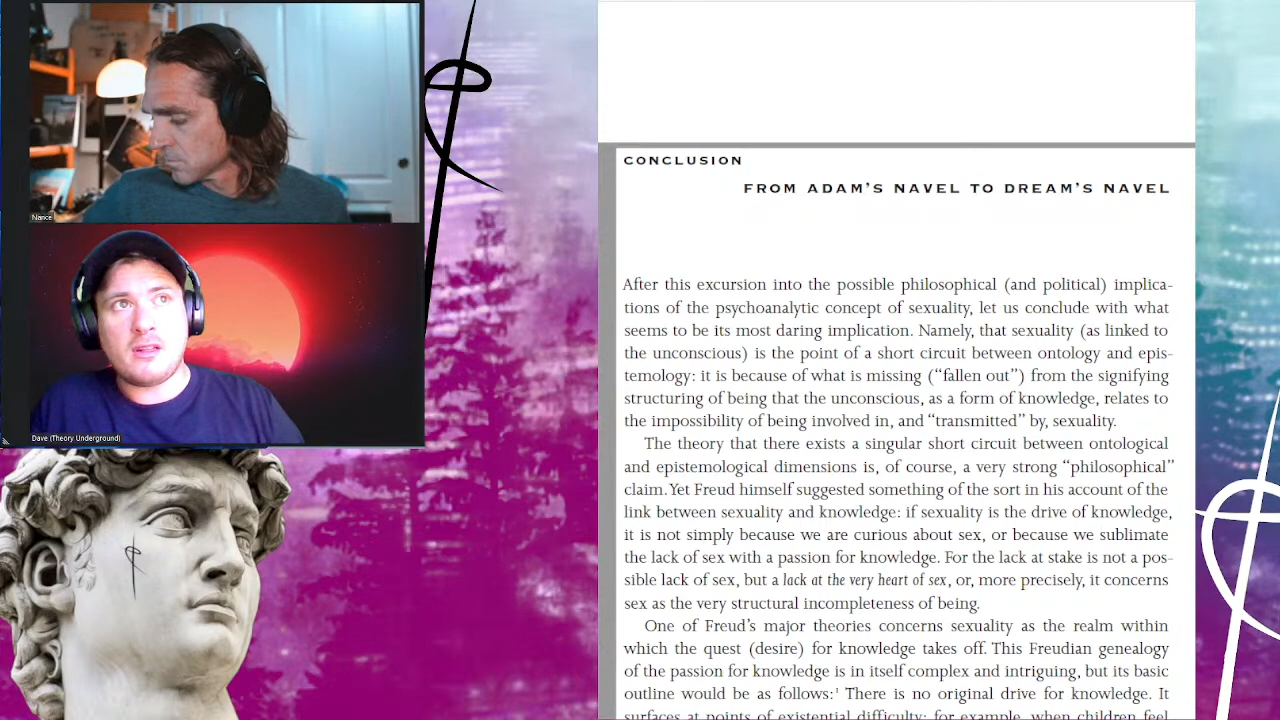 Nance
Dave (Theory Underground)
CONCLUSION
FROM ADAM'S NAVEL TO DREAM'S NAVEL
After this excursion into the possible philosophical (and political) implica-
tions of the psychoanalytic concept of sexuality, let us conclude with what
seems to be its most daring implication. Namely, that sexuality (as linked to
the unconscious) is the point of a short circuit between ontology and epis-
temology: it is because of what is missing (“fallen out”) from the signifying
structuring of being that the unconscious, as a form of knowledge, relates to
the impossibility of being involved in, and “transmitted” by, sexuality.
The theory that there exists a singular short circuit between ontological
and epistemological dimensions is, of course, a very strong “philosophical”
claim. Yet Freud himself suggested something of the sort in his account of the
link between sexuality and knowledge: if sexuality is the drive of knowledge,
it is not simply because we are curious about sex, or because we sublimate
the lack of sex with a passion for knowledge. For the lack at stake is not a pos-
sible lack of sex, but a lack at the very heart of sex, or, more precisely, it concerns
sex as the very structural incompleteness of being.
One of Freud's major theories concerns sexuality as the realm within
which the quest (desire) for knowledge takes off. This Freudian genealogy
of the passion for knowledge is in itself complex and intriguing, but its basic
outline would be as follows:¹ There is no original drive for knowledge. It
surfaces at points of existential difficulty: for example, when children feel